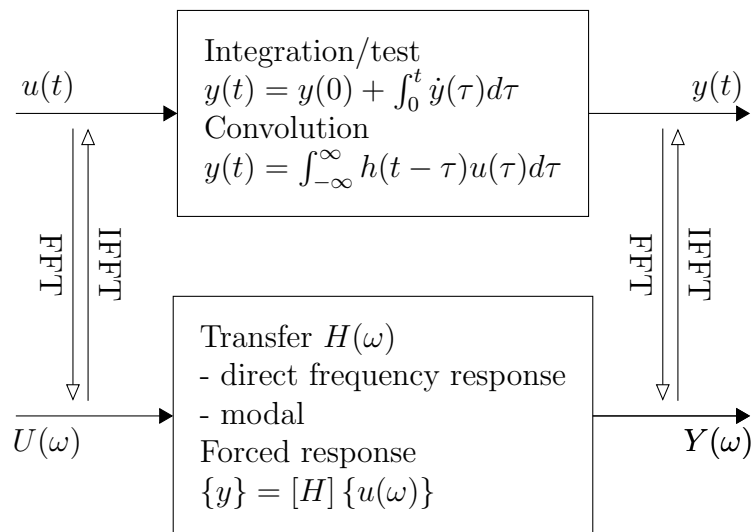 Integration/test
u(t)
y(t) = y(0) + ∫₀ᵗ ẏ(τ)dτ
y(t)
Convolution
y(t) = ∫_{-∞}^{∞} h(t − τ)u(τ)dτ
FFT
IFFT
FFT
IFFT
Transfer H(ω)
- direct frequency response
- modal
U(ω)
Y(ω)
Forced response
{y} = [H] {u(ω)}